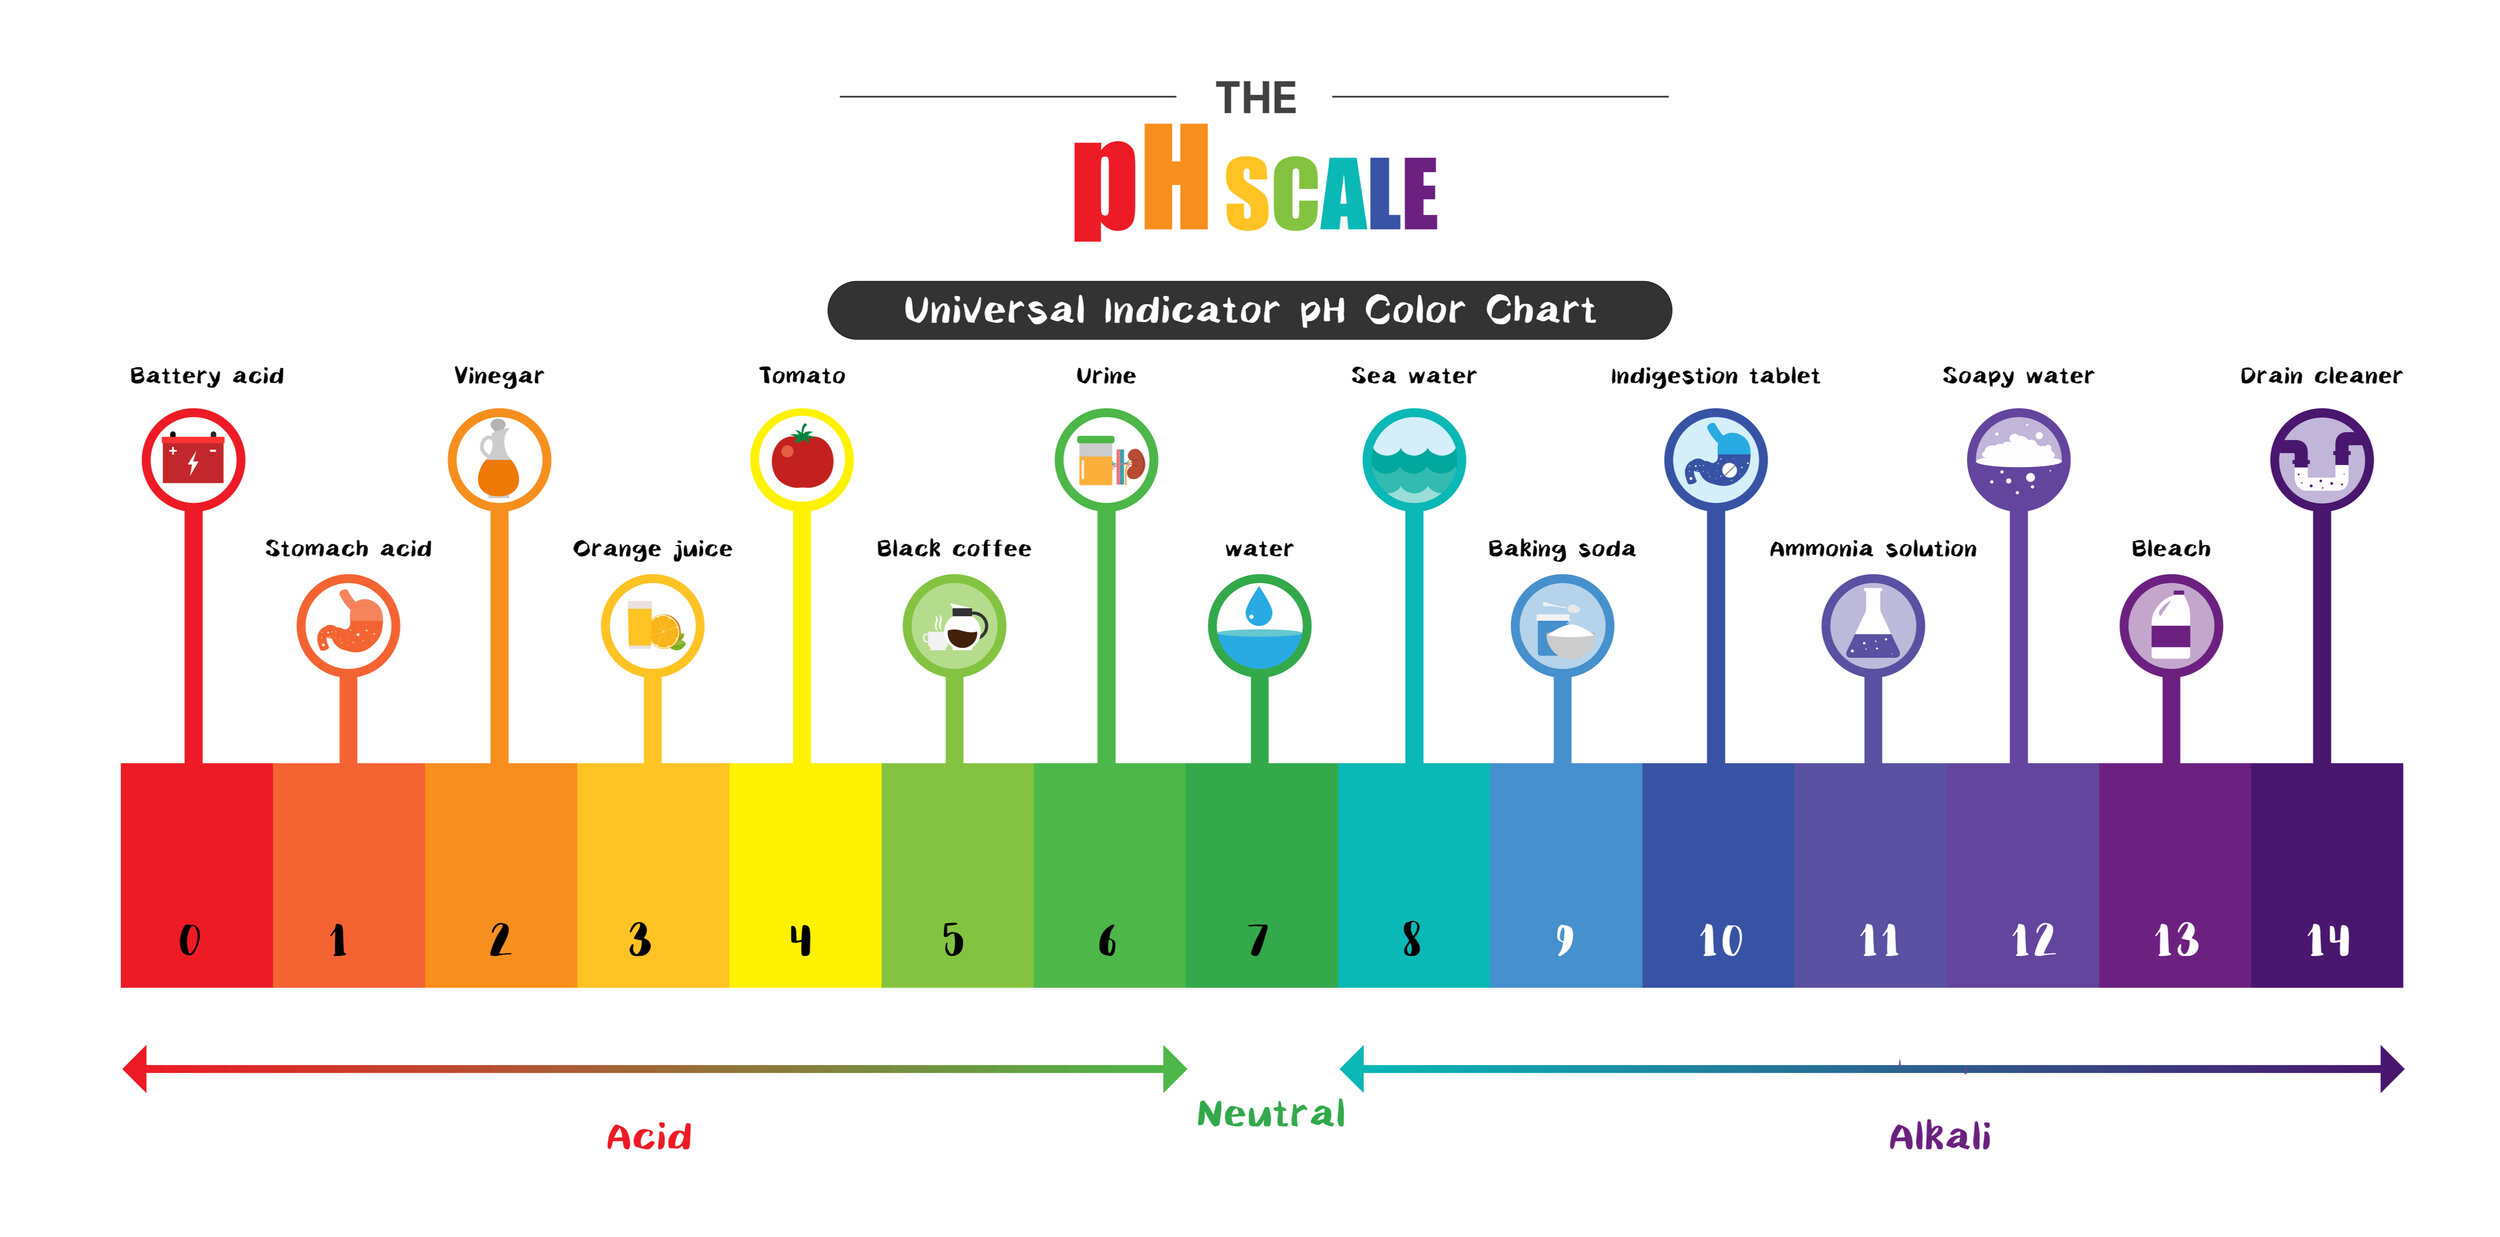 THE
pH SCALE
Universal Indicator pH Color Chart
Battery acid Vinegar Tomato Urine Sea water Indigestion tablet Soapy water Drain cleaner
Stomach acid Orange juice Black coffee water Baking soda Ammonia solution Bleach
0 1 2 3 4 5 6 7 8 9 10 11 12 13 14
Neutral
Acid Alkali